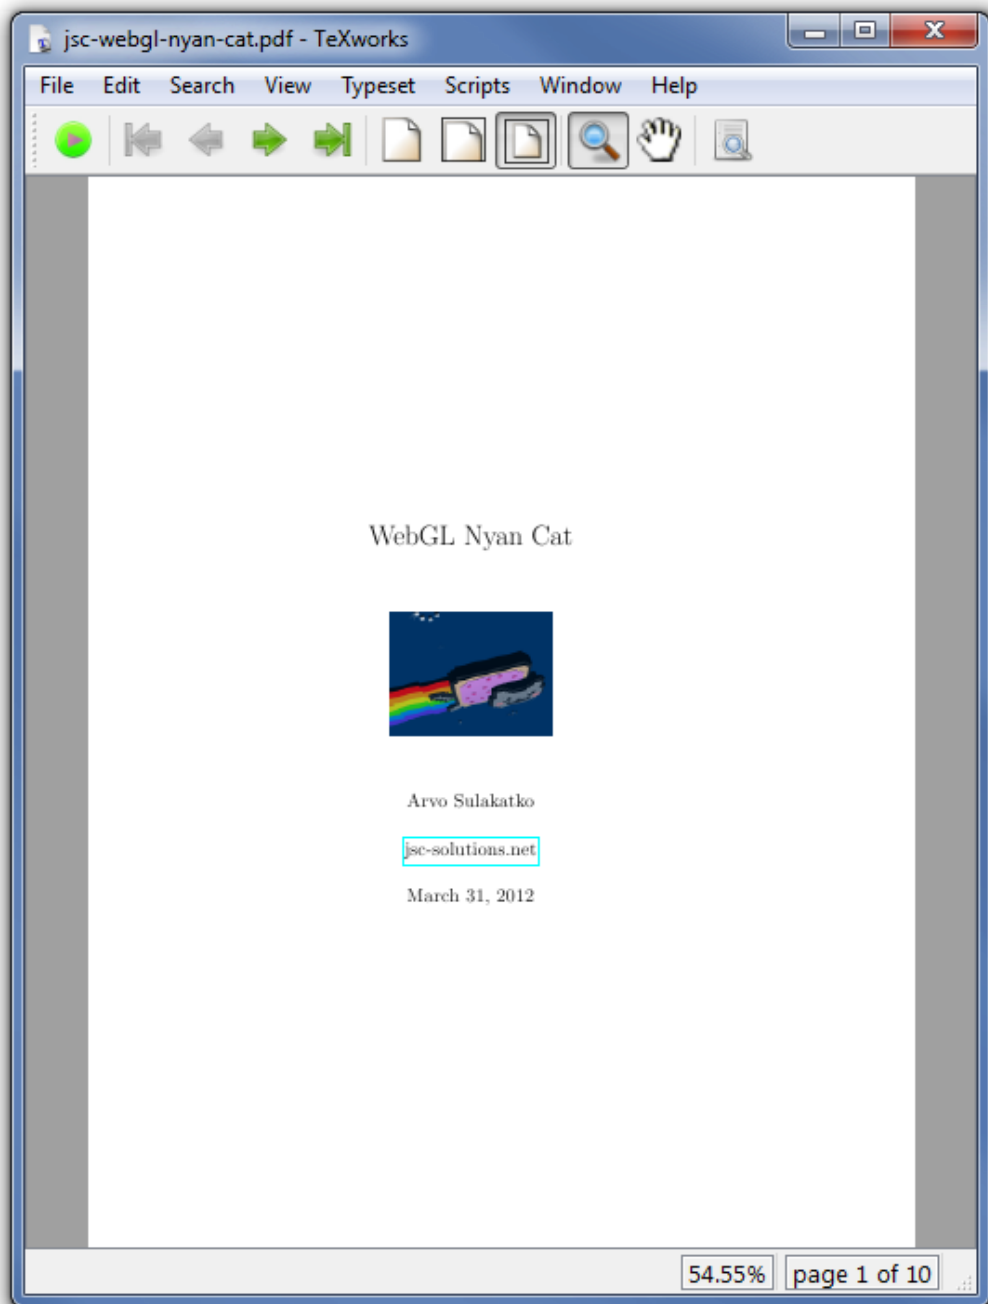 jsc-webgl-nyan-cat.pdf - TeXworks
File Edit Search View Typeset Scripts Window Help
WebGL Nyan Cat
Arvo Sulakatko
jsc-solutions.net
March 31, 2012
54.55% page 1 of 10